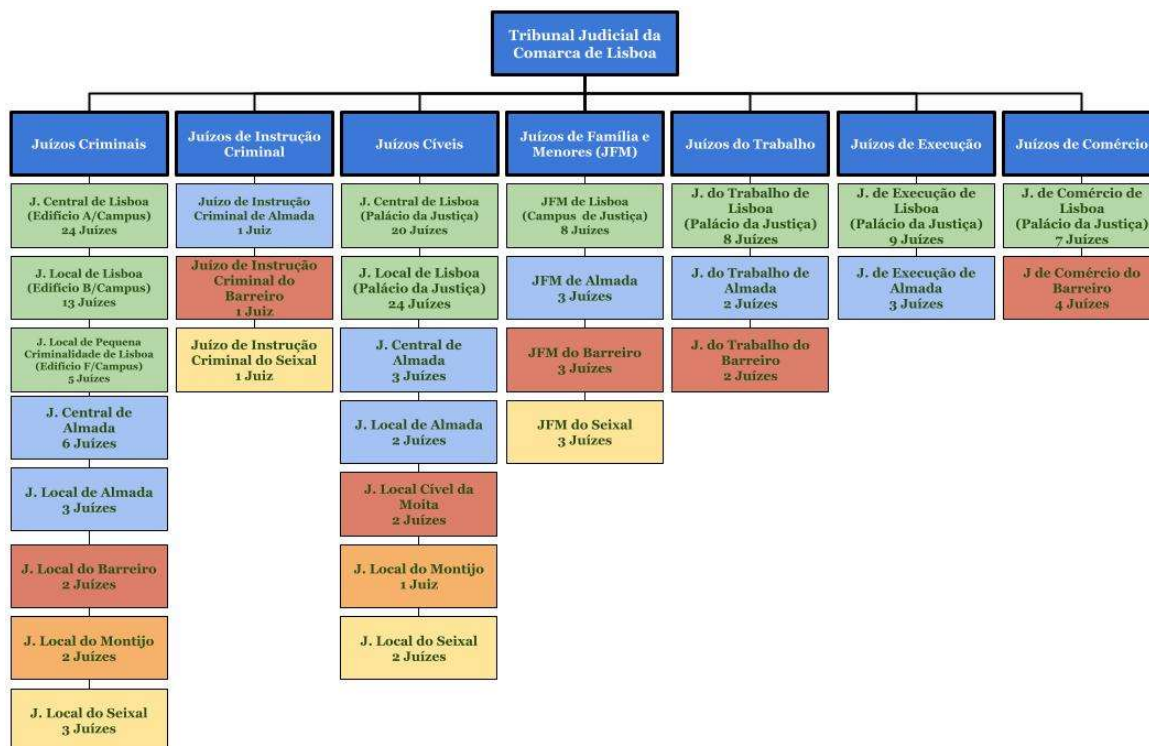 Tribunal Judicial da
Comarca de Lisboa
Juízos Criminais
Juízos de Instrução
Criminal
Juízos Cíveis
Juízos de Família e
Menores (JFM)
Juízos do Trabalho
Juízos de Execução
Juízos de Comércio
J. Central de Lisboa
(Edifício A/Campus)
24 Juízes
J. Local de Lisboa
(Edifício B/Campus)
13 Juízes
J. Local de Pequena
Criminalidade de Lisboa
(Edifício F/Campus)
5 Juízes
J. Central de
Almada
6 Juízes
J. Local de Almada
3 Juízes
J. Local do Barreiro
2 Juízes
J. Local do Montijo
2 Juízes
J. Local do Seixal
3 Juízes
Juízo de Instrução
Criminal de Almada
1 Juiz
Juízo de Instrução
Criminal do
Barreiro
1 Juiz
Juízo de Instrução
Criminal do Seixal
1 Juiz
J. Central de Lisboa
(Palácio da Justiça)
20 Juízes
J. Local de Lisboa
(Palácio da Justiça)
24 Juízes
J. Central de
Almada
3 Juízes
J. Local de Almada
2 Juízes
J. Local Cível da
Moita
2 Juízes
J. Local do Montijo
1 Juiz
J. Local do Seixal
2 Juízes
JFM de Lisboa
(Campus de Justiça)
8 Juízes
JFM de Almada
3 Juízes
JFM do Barreiro
3 Juízes
JFM do Seixal
3 Juízes
J. do Trabalho de
Lisboa
(Palácio da Justiça)
8 Juízes
J. do Trabalho de
Almada
2 Juízes
J. do Trabalho do
Barreiro
2 Juízes
J. de Execução de
Lisboa
(Palácio da Justiça)
9 Juízes
J. de Execução de
Almada
3 Juízes
J. de Comércio de
Lisboa
(Palácio da Justiça)
7 Juízes
J de Comércio do
Barreiro
4 Juízes